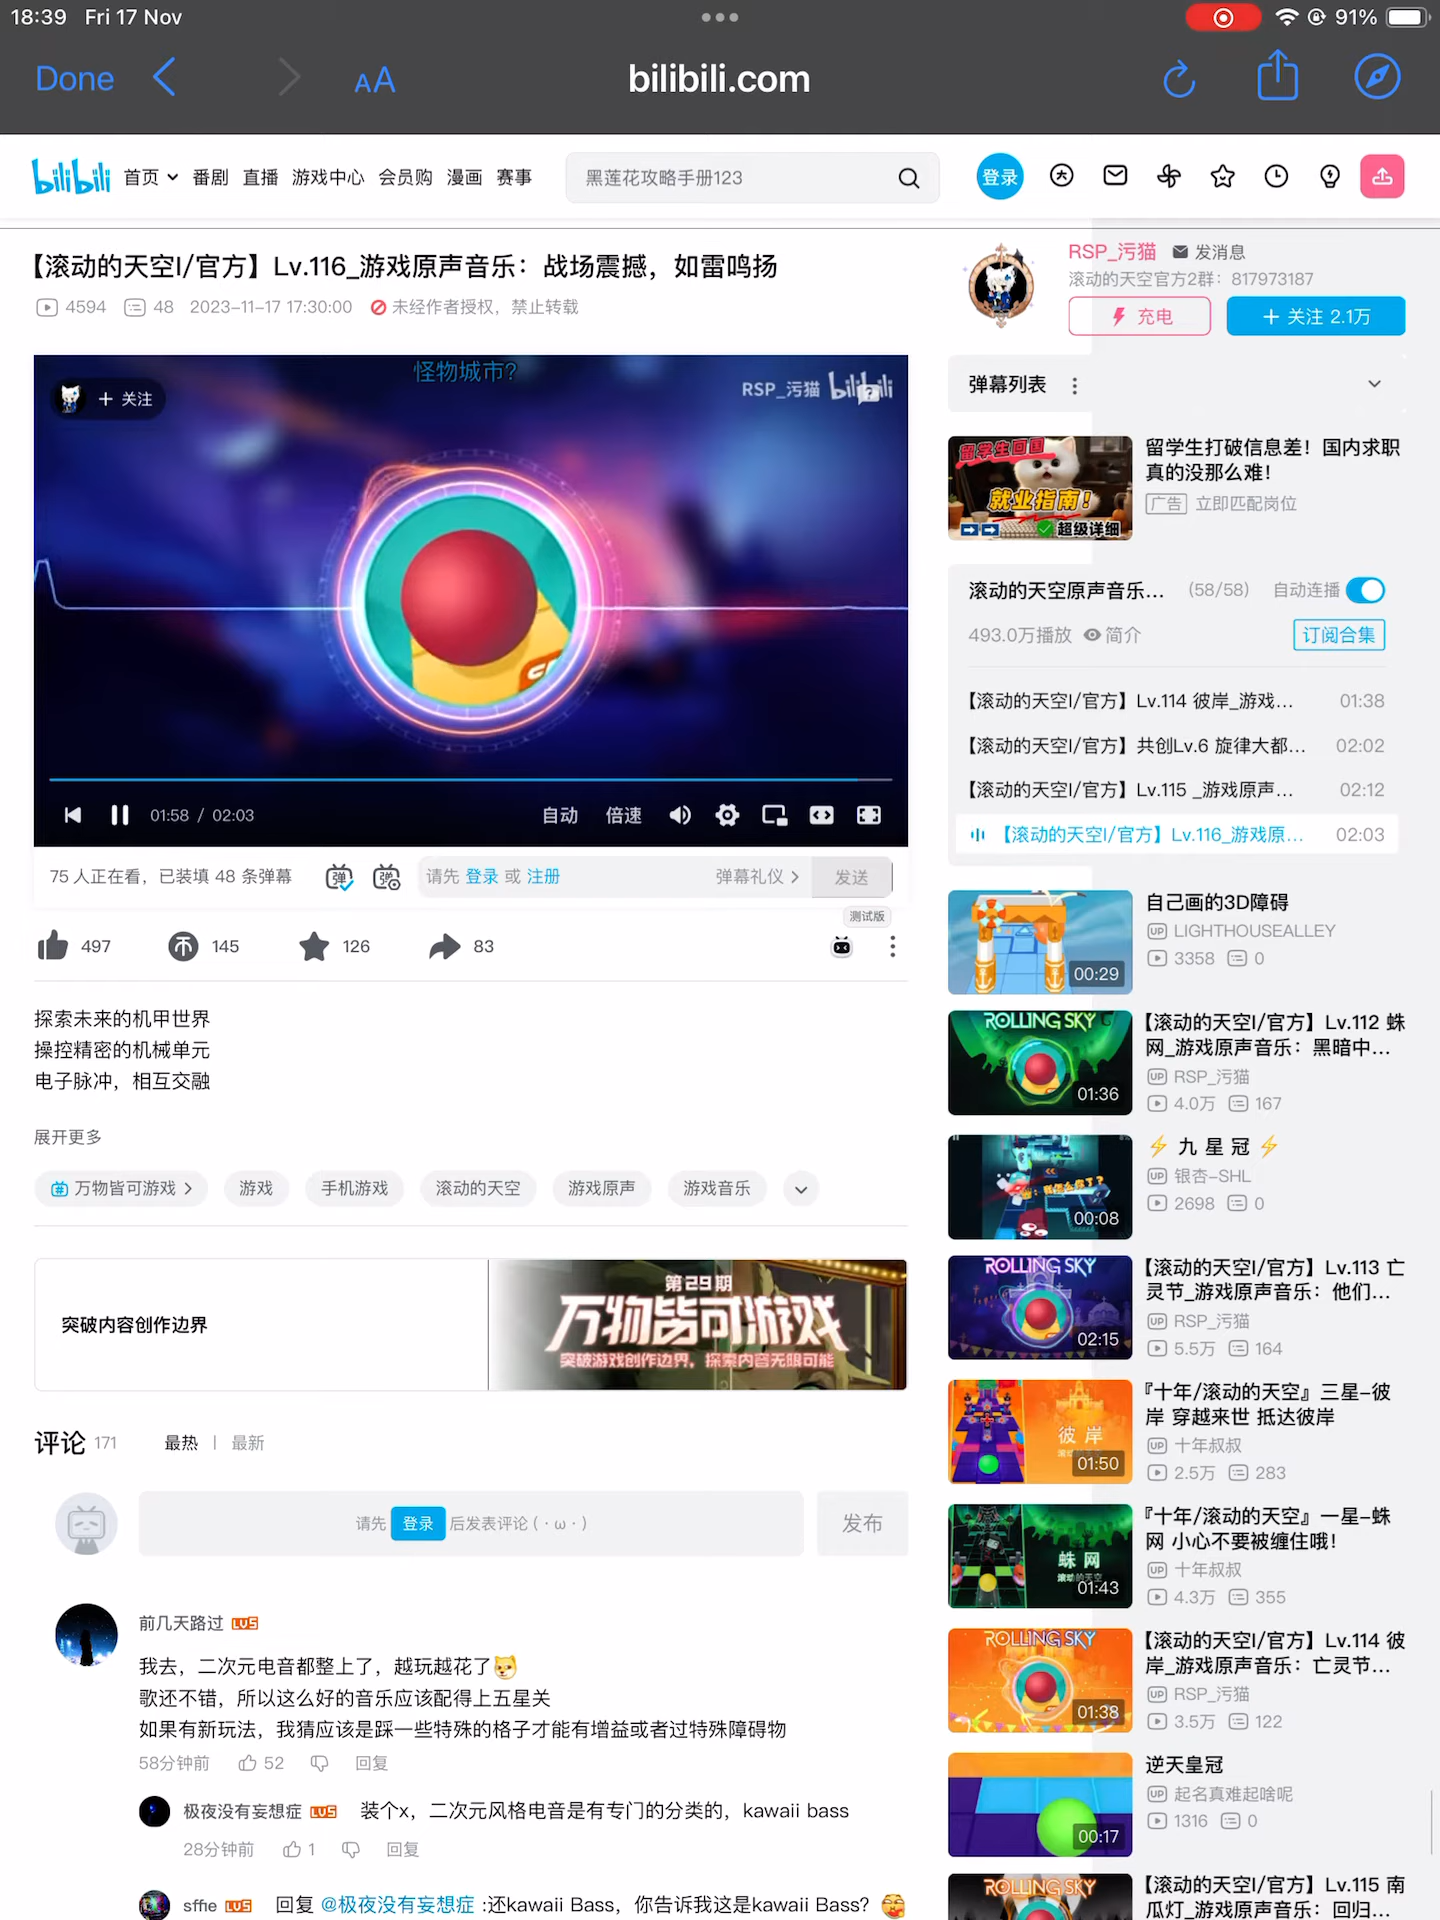 18:39 Fri 17 Nov
91%
Done
AA
bilibili.com
bilibili 首页 番剧 直播 游戏中心 会员购 漫画 赛事
黑莲花攻略手册123
登录
【滚动的天空I/官方】Lv.116_游戏原声音乐：战场震撼，如雷鸣扬
4594 48 2023-11-17 17:30:00 未经作者授权，禁止转载
RSP_污猫 发消息
滚动的天空官方2群：817973187
充电
+ 关注 2.1万
怪物城市？
+ 关注
RSP_污猫 bilibili
01:58 / 02:03
自动 倍速
75 人正在看，已装填 48 条弹幕
弹 弹
请先 登录 或 注册
弹幕礼仪 >
发送
测试版
497 145 126 83
探索未来的机甲世界
操控精密的机械单元
电子脉冲，相互交融
展开更多
万物皆可游戏 >
游戏
手机游戏
滚动的天空
游戏原声
游戏音乐
突破内容创作边界
第29期
万物皆可游戏
突破游戏创作边界，探索内容无限可能
评论 171 最热 | 最新
请先 登录 后发表评论 ( · ω · )
发布
前几天路过 LV5
我去，二次元电音都整上了，越玩越花了
歌还不错，所以这么好的音乐应该配得上五星关
如果有新玩法，我猜应该是踩一些特殊的格子才能有增益或者过特殊障碍物
58分钟前 52 回复
极夜没有妄想症 LV5 装个x，二次元风格电音是有专门的分类的，kawaii bass
28分钟前 1 回复
sffie LV5 回复 @极夜没有妄想症 :还kawaii Bass，你告诉我这是kawaii Bass？
弹幕列表
留学生回国
就业指南！
超级详细
留学生打破信息差！国内求职
真的没那么难！
广告 立即匹配岗位
滚动的天空原声音乐... (58/58) 自动连播
493.0万播放 简介
订阅合集
【滚动的天空I/官方】Lv.114 彼岸_游戏... 01:38
【滚动的天空I/官方】共创Lv.6 旋律大都... 02:02
【滚动的天空I/官方】Lv.115 _游戏原声... 02:12
【滚动的天空I/官方】Lv.116_游戏原... 02:03
00:29
自己画的3D障碍
UP LIGHTHOUSEALLEY
3358 0
ROLLING SKY
01:36
【滚动的天空I/官方】Lv.112 蛛
网_游戏原声音乐：黑暗中...
UP RSP_污猫
4.0万 167
00:08
⚡ 九 星 冠 ⚡
UP 银杏-SHL
2698 0
ROLLING SKY
02:15
【滚动的天空I/官方】Lv.113 亡
灵节_游戏原声音乐：他们...
UP RSP_污猫
5.5万 164
彼岸
01:50
『十年/滚动的天空』三星-彼
岸 穿越来世 抵达彼岸
UP 十年叔叔
2.5万 283
蛛网
滚动的天空
01:43
『十年/滚动的天空』一星-蛛
网 小心不要被缠住哦！
UP 十年叔叔
4.3万 355
ROLLING SKY
01:38
【滚动的天空I/官方】Lv.114 彼
岸_游戏原声音乐：亡灵节...
UP RSP_污猫
3.5万 122
00:17
逆天皇冠
UP 起名真难起啥呢
1316 0
ROLLING SKY
【滚动的天空I/官方】Lv.115 南
瓜灯_游戏原声音乐：回归...